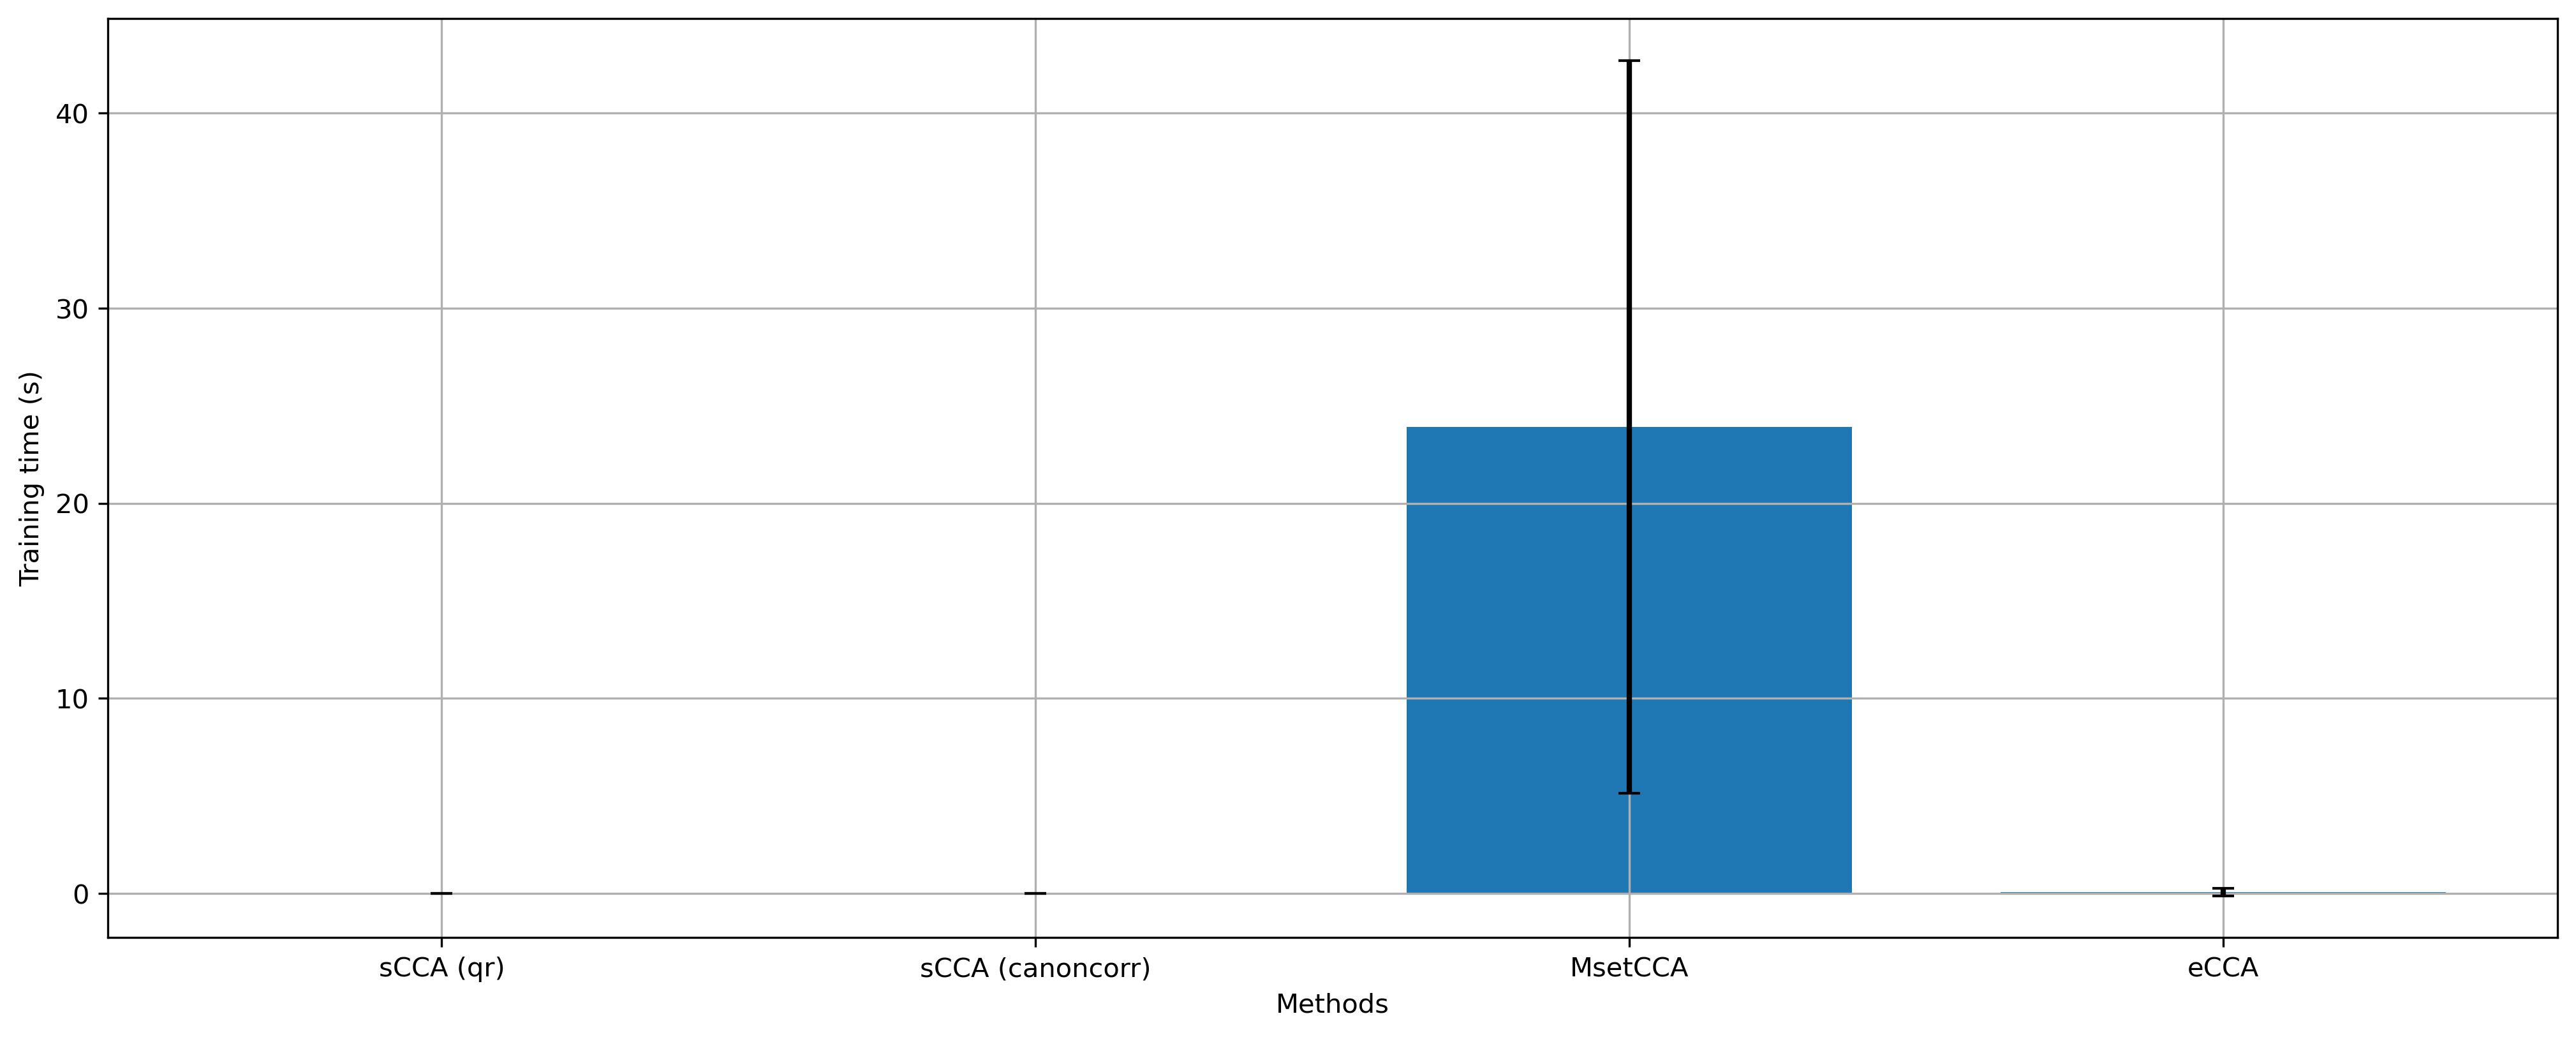 Training time (s)
40
30
20
10
0
sCCA (qr)
sCCA (canoncorr)
MsetCCA
eCCA
Methods